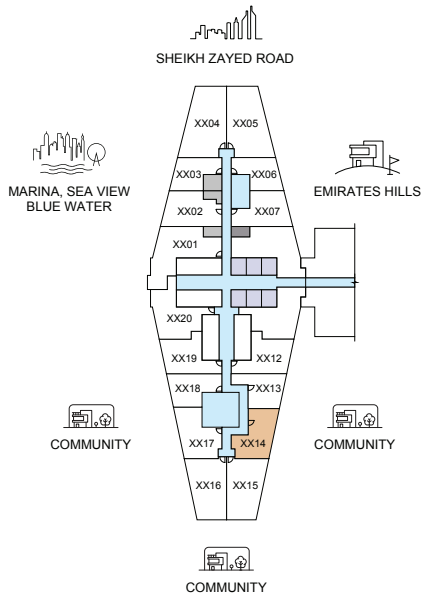 SHEIKH ZAYED ROAD
XX04 XX05
MARINA, SEA VIEW
BLUE WATER
EMIRATES HILLS
XX03 XX06
XX02 XX07
XX01
XX20
XX19 XX12
XX18 XX13
COMMUNITY
COMMUNITY
XX17 XX14
XX16 XX15
COMMUNITY